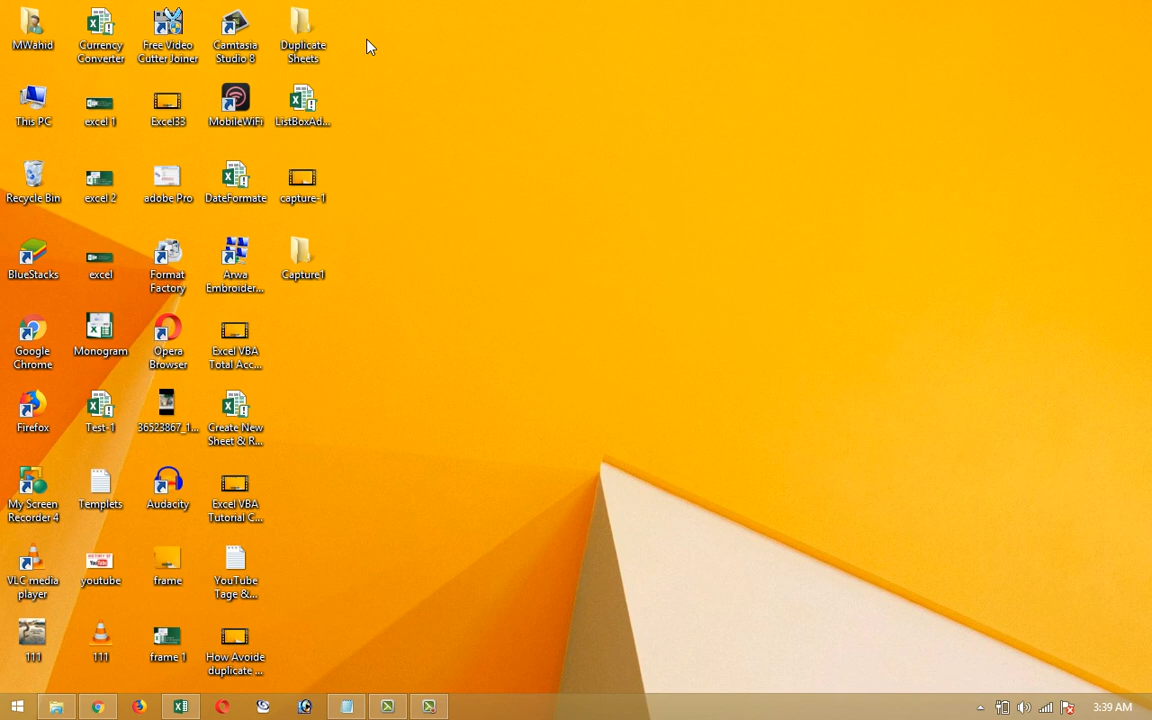 MWahid
Currency
Converter
Free Video
Cutter Joiner
Camtasia
Studio 8
Duplicate
Sheets
This PC
excel 1
Excel33
MobileWiFi
ListBoxAd...
Recycle Bin
excel 2
adobe Pro
DateFormate
capture-1
BlueStacks
excel
Format
Factory
Arwa
Embroider...
Capture1
Google
Chrome
Monogram
Opera
Browser
Excel VBA
Total Acc...
Firefox
Test-1
36523867_1...
Create New
Sheet & R...
My Screen
Recorder 4
Templets
Audacity
Excel VBA
Tutorial C...
VLC media
player
youtube
frame
YouTube
Tage &...
111
111
frame 1
How Avoide
duplicate ...
3:39 AM